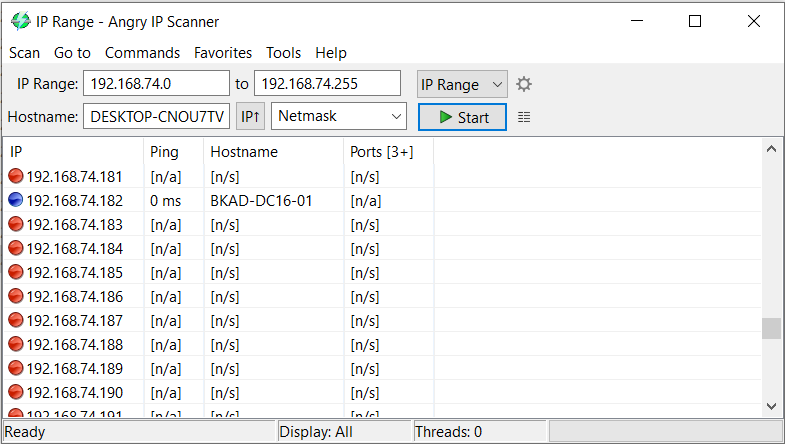 IP Range - Angry IP Scanner
Scan Go to Commands Favorites Tools Help
IP Range: 192.168.74.0 to 192.168.74.255 IP Range
Hostname: DESKTOP-CNOU7TV IP↑ Netmask Start
IP Ping Hostname Ports [3+]
192.168.74.181 [n/a] [n/s] [n/s]
192.168.74.182 0 ms BKAD-DC16-01 [n/a]
192.168.74.183 [n/a] [n/s] [n/s]
192.168.74.184 [n/a] [n/s] [n/s]
192.168.74.185 [n/a] [n/s] [n/s]
192.168.74.186 [n/a] [n/s] [n/s]
192.168.74.187 [n/a] [n/s] [n/s]
192.168.74.188 [n/a] [n/s] [n/s]
192.168.74.189 [n/a] [n/s] [n/s]
192.168.74.190 [n/a] [n/s] [n/s]
192.168.74.191 [n/a] [n/s] [n/s]
Ready Display: All Threads: 0